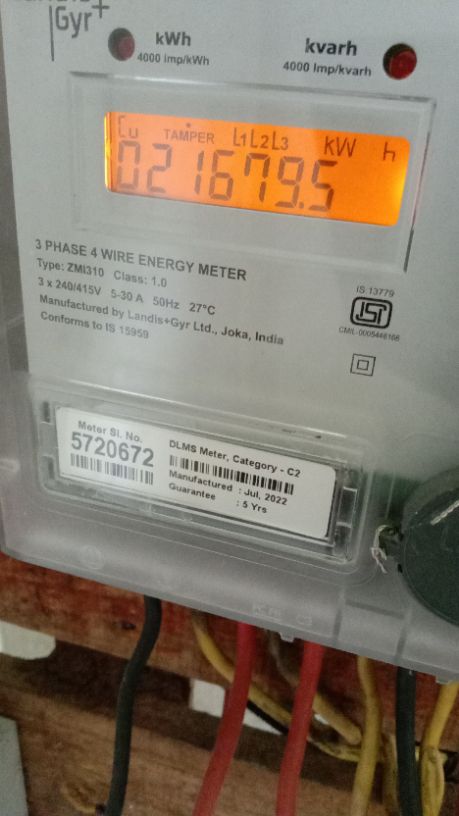 Landis
|Gyr+
kWh
4000 Imp/kWh
kvarh
4000 Imp/kvarh
Cu TAMPER L1L2L3 kW h
021679.5
3 PHASE 4 WIRE ENERGY METER
Type: ZMI310 Class: 1.0
3 x 240/415V 5-30 A 50Hz 27°C
Manufactured by Landis+Gyr Ltd., Joka, India
Conforms to IS 15959
IS 13779
ISI
Meter Sl. No.
5720672
DLMS Meter, Category - C2
Manufactured : Jul, 2022
Guarantee : 5 Yrs